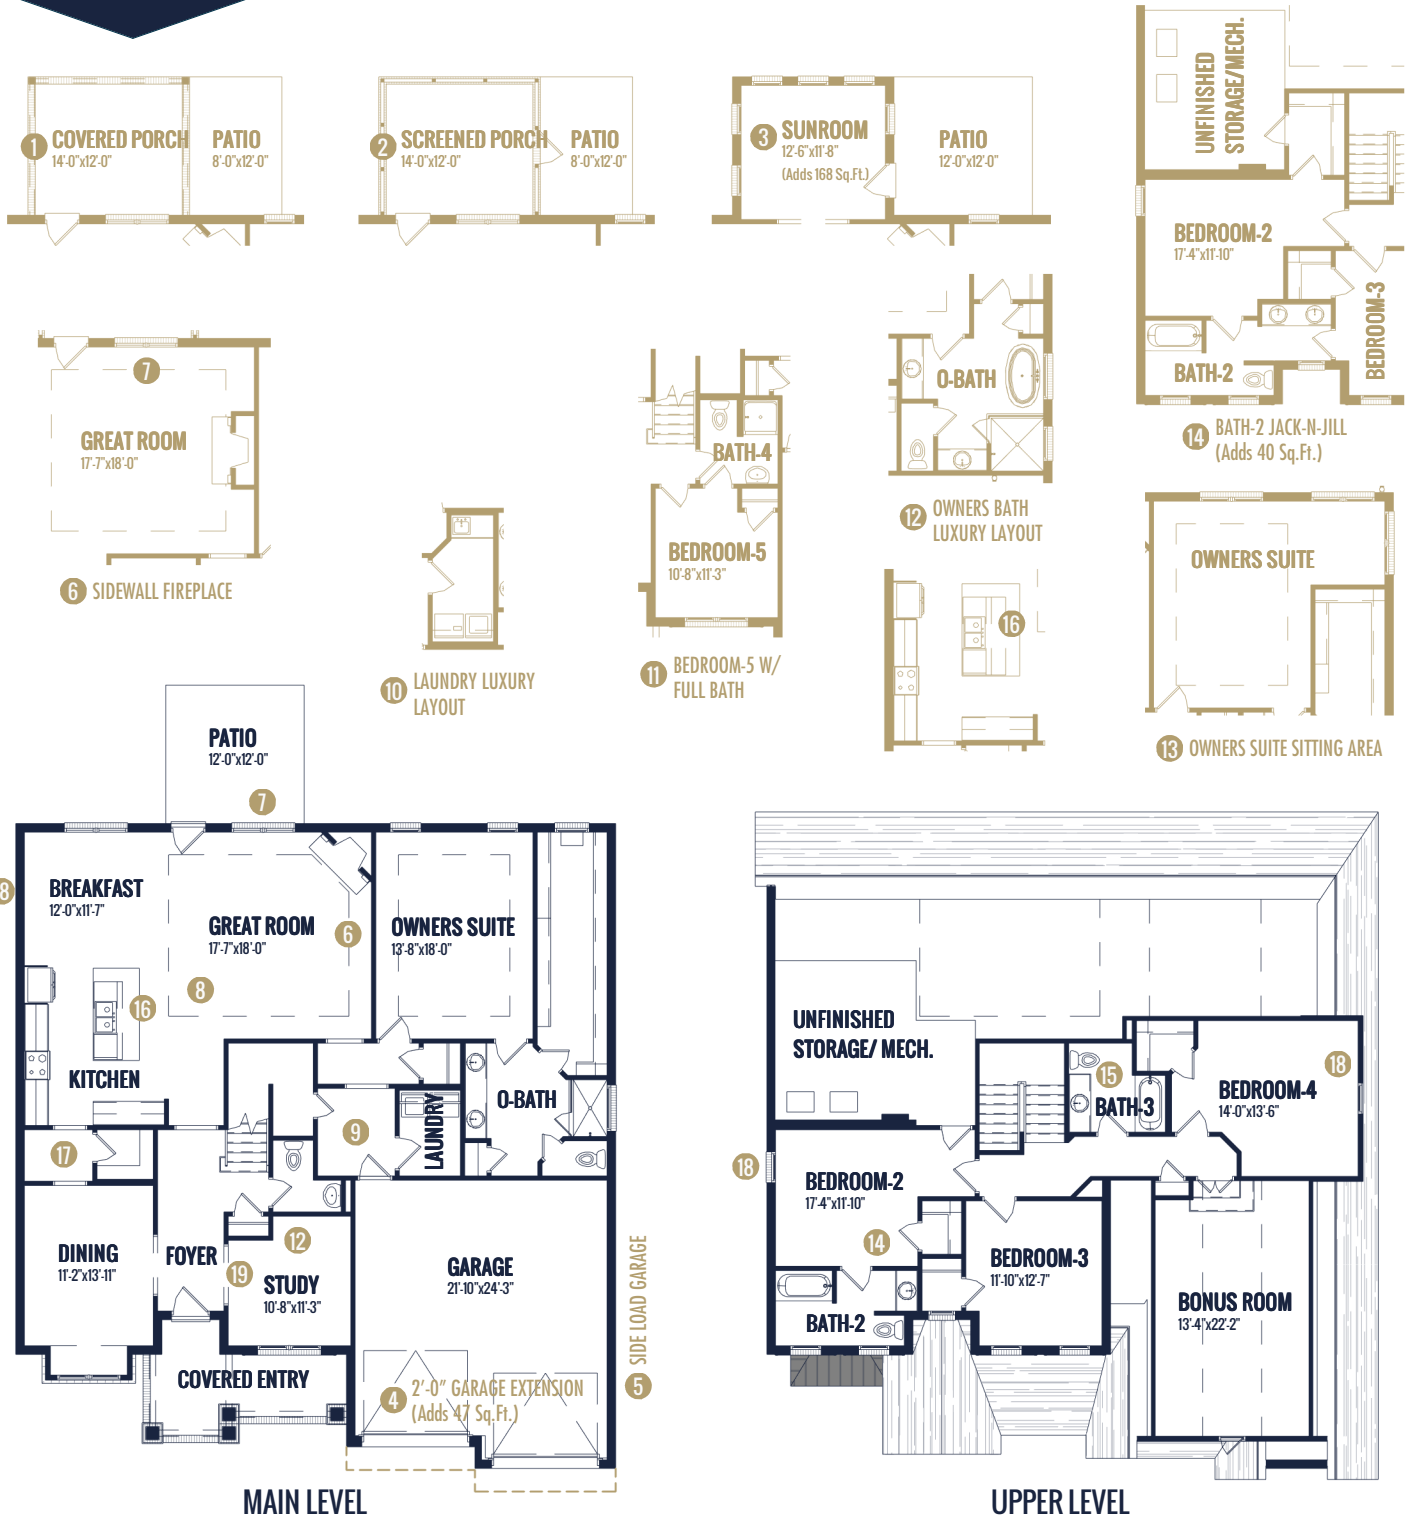 1
COVERED PORCH
14'-0"x12'-0"
PATIO
8'-0"x12'-0"
2
SCREENED PORCH
14'-0"x12'-0"
PATIO
8'-0"x12'-0"
3
SUNROOM
12'-6"x11'-8"
(Adds 168 Sq.Ft.)
PATIO
12'-0"x12'-0"
UNFINISHED
STORAGE/MECH.
BEDROOM-2
17'-4"x11'-10"
BEDROOM-3
BATH-2
14 BATH-2 JACK-N-JILL
(Adds 40 Sq.Ft.)
7
GREAT ROOM
17'-7"x18'-0"
6 SIDEWALL FIREPLACE
10 LAUNDRY LUXURY
LAYOUT
BATH-4
BEDROOM-5
10'-8"x11'-3"
11 BEDROOM-5 W/
FULL BATH
O-BATH
12 OWNERS BATH
LUXURY LAYOUT
16
OWNERS SUITE
13 OWNERS SUITE SITTING AREA
PATIO
12'-0"x12'-0"
7
8
BREAKFAST
12'-0"x11'-7"
GREAT ROOM
17'-7"x18'-0"
6
OWNERS SUITE
13'-8"x18'-0"
8
16
KITCHEN
O-BATH
LAUNDRY
9
17
DINING
11'-2"x13'-11"
FOYER
12
19
STUDY
10'-8"x11'-3"
GARAGE
21'-10"x24'-3"
5 SIDE LOAD GARAGE
COVERED ENTRY
4 2'-0" GARAGE EXTENSION
(Adds 47 Sq.Ft.)
MAIN LEVEL
UNFINISHED
STORAGE/ MECH.
15
BATH-3
18
BEDROOM-4
14'-0"x13'-6"
18
BEDROOM-2
17'-4"x11'-10"
14
BEDROOM-3
11'-10"x12'-7"
BATH-2
BONUS ROOM
13'-4"x22'-2"
UPPER LEVEL